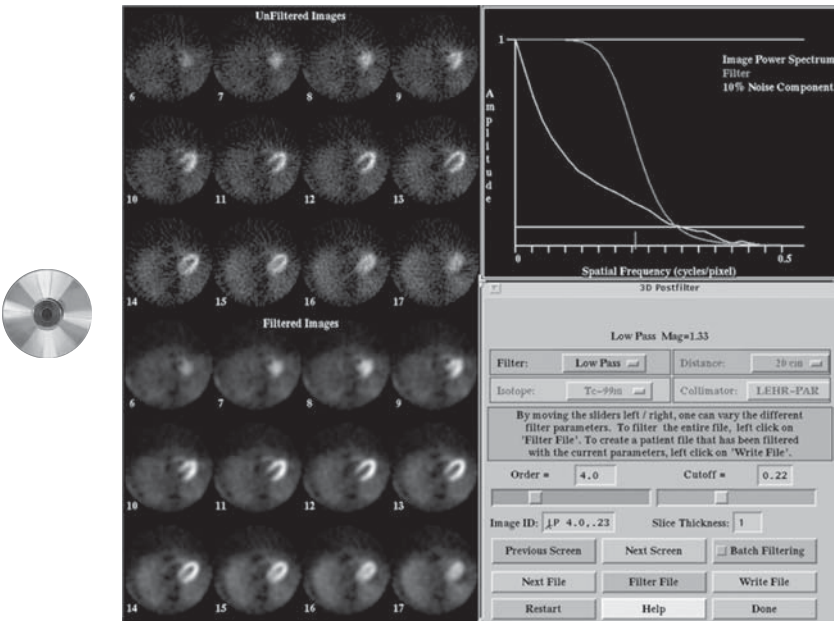 UnFiltered Images
6 7 8 9
10 11 12 13
14 15 16 17
Filtered Images
6 7 8 9
10 11 12 13
14 15 16 17
1
Amplitude
Image Power Spectrum
Filter
10% Noise Component
0 0.5
Spatial Frequency (cycles/pixel)
3D Postfilter
Low Pass Mag=1.33
Filter: Low Pass Distance: 20 cm
Isotope: Tc-99m Collimator: LEHR-PAR
By moving the sliders left / right, one can vary the different
filter parameters. To filter the entire file, left click on
'Filter File'. To create a patient file that has been filtered
with the current parameters, left click on 'Write File'.
Order = 4.0 Cutoff = 0.22
Image ID: LP 4.0,.23 Slice Thickness: 1
Previous Screen Next Screen Batch Filtering
Next File Filter File Write File
Restart Help Done